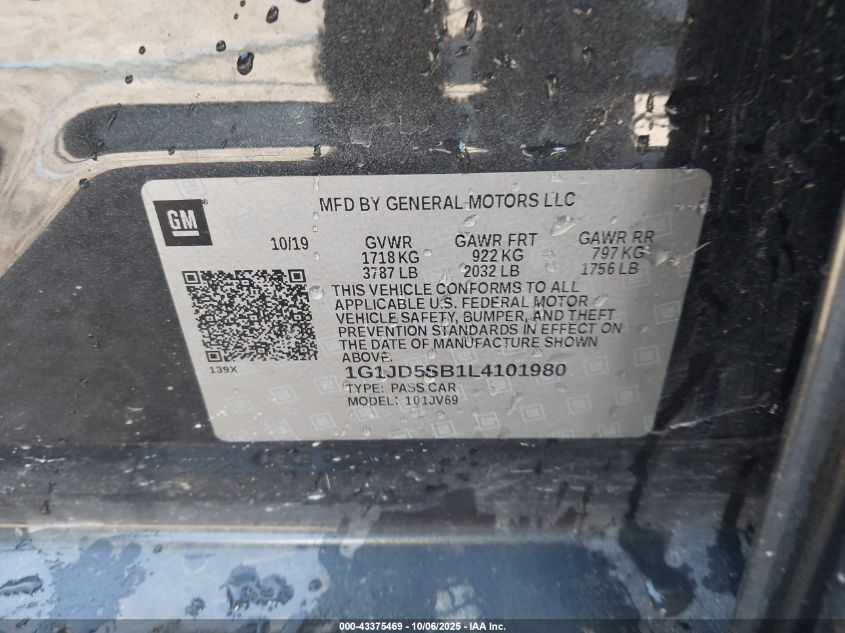 MFD BY GENERAL MOTORS LLC
GM
10/19 GVWR GAWR FRT GAWR RR
1718 KG 922 KG 797 KG
3787 LB 2032 LB 1756 LB
THIS VEHICLE CONFORMS TO ALL
APPLICABLE U.S. FEDERAL MOTOR
VEHICLE SAFETY, BUMPER, AND THEFT
PREVENTION STANDARDS IN EFFECT ON
THE DATE OF MANUFACTURE SHOWN
ABOVE.
139X
1G1JD5SB1L4101980
TYPE: PASS CAR
MODEL: 101JV69
000-43375469 - 10/06/2025 - IAA Inc.